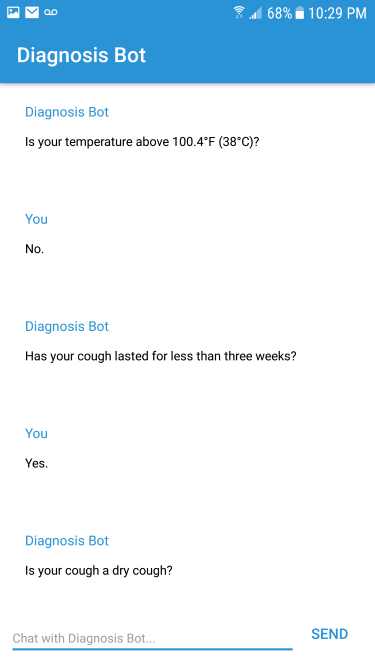 68% 10:29 PM
Diagnosis Bot
Diagnosis Bot
Is your temperature above 100.4°F (38°C)?
You
No.
Diagnosis Bot
Has your cough lasted for less than three weeks?
You
Yes.
Diagnosis Bot
Is your cough a dry cough?
Chat with Diagnosis Bot... SEND